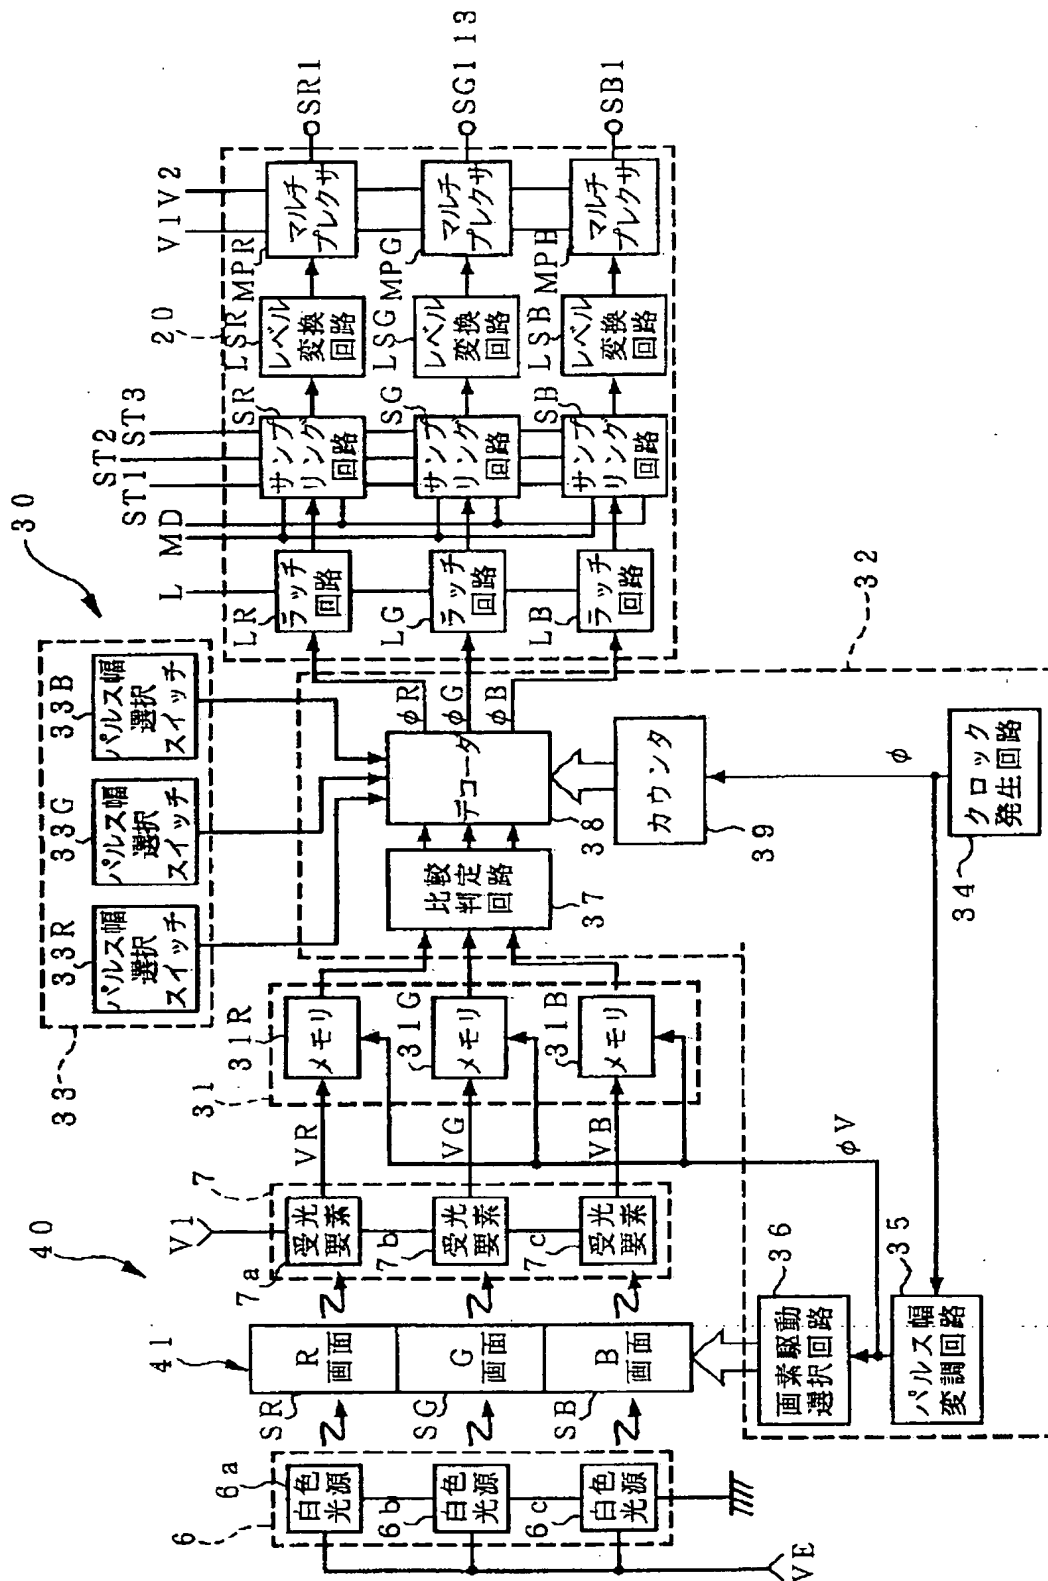 40
30
33
33R
パルス幅
選択
スイッチ
33G
パルス幅
選択
スイッチ
33B
パルス幅
選択
スイッチ
6
6a
白色
光源
6b
白色
光源
6c
白色
光源
VE
41
SR
R
画面
SG
G
画面
SB
B
画面
V1
7
7a
受光
要素
7b
受光
要素
7c
受光
要素
VR
VG
VB
31
31R
メモリ
31G
メモリ
31B
メモリ
比較
判定
回路
37
デコーダ
38
カウンタ
39
φR
φG
φB
φ
クロック
発生回路
34
φV
画素駆動
選択回路
36
パルス幅
変調回路
35
32
20
L
MD
ST1
ST2
ST3
V1
V2
LR
ラッチ
回路
LG
ラッチ
回路
LB
ラッチ
回路
SR
サンプ
リング
回路
SG
サンプ
リング
回路
SB
サンプ
リング
回路
LSR
レベル
変換
回路
LSG
レベル
変換
回路
LSB
レベル
変換
回路
MPR
マルチ
プレクサ
MPG
マルチ
プレクサ
MPB
マルチ
プレクサ
SR1
SG1
13
SB1